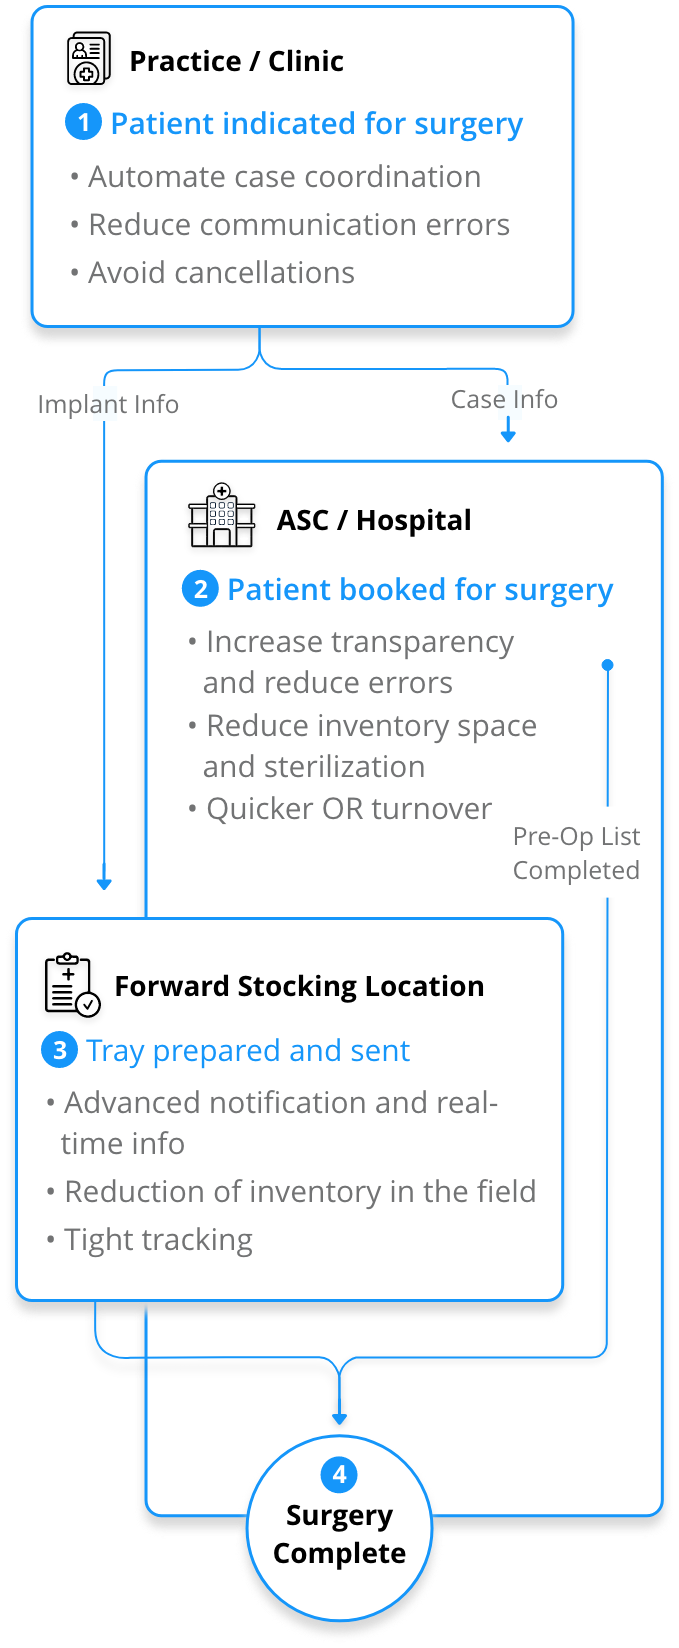 Practice / Clinic
1 Patient indicated for surgery
• Automate case coordination
• Reduce communication errors
• Avoid cancellations
Implant Info
Case Info
ASC / Hospital
2 Patient booked for surgery
• Increase transparency
and reduce errors
• Reduce inventory space
and sterilization
• Quicker OR turnover
Pre-Op List
Completed
Forward Stocking Location
3 Tray prepared and sent
• Advanced notification and real-
time info
• Reduction of inventory in the field
• Tight tracking
4
Surgery
Complete